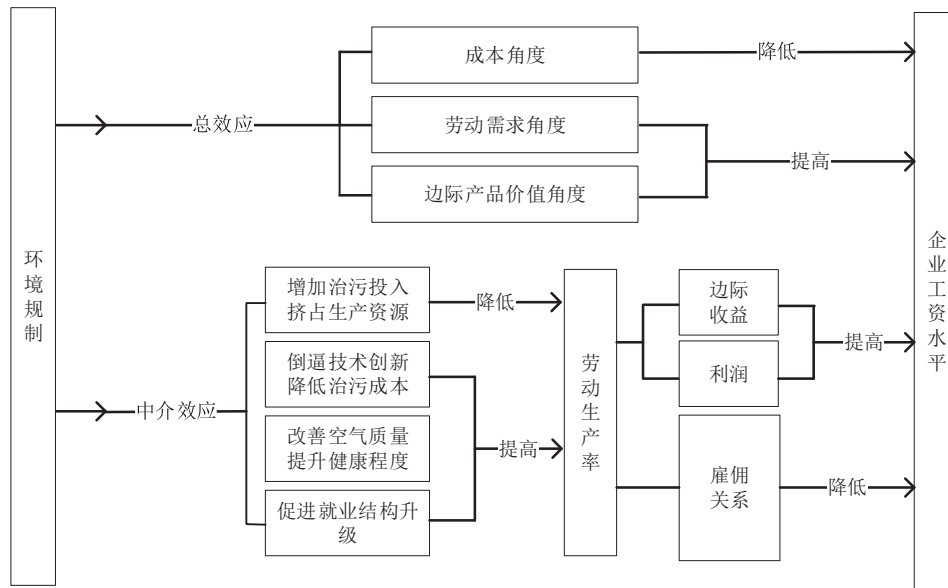 环境规制
总效应
成本角度
劳动需求角度
边际产品价值角度
降低
提高
中介效应
增加治污投入
挤占生产资源
倒逼技术创新
降低治污成本
改善空气质量
提升健康程度
促进就业结构升
级
降低
提高
劳动生产率
边际
收益
利润
雇佣
关系
提高
降低
企业工资水平